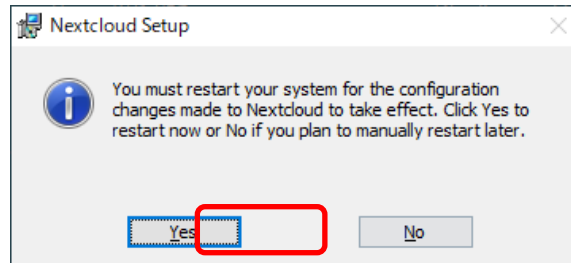 Nextcloud Setup
You must restart your system for the configuration
changes made to Nextcloud to take effect. Click Yes to
restart now or No if you plan to manually restart later.
Yes No